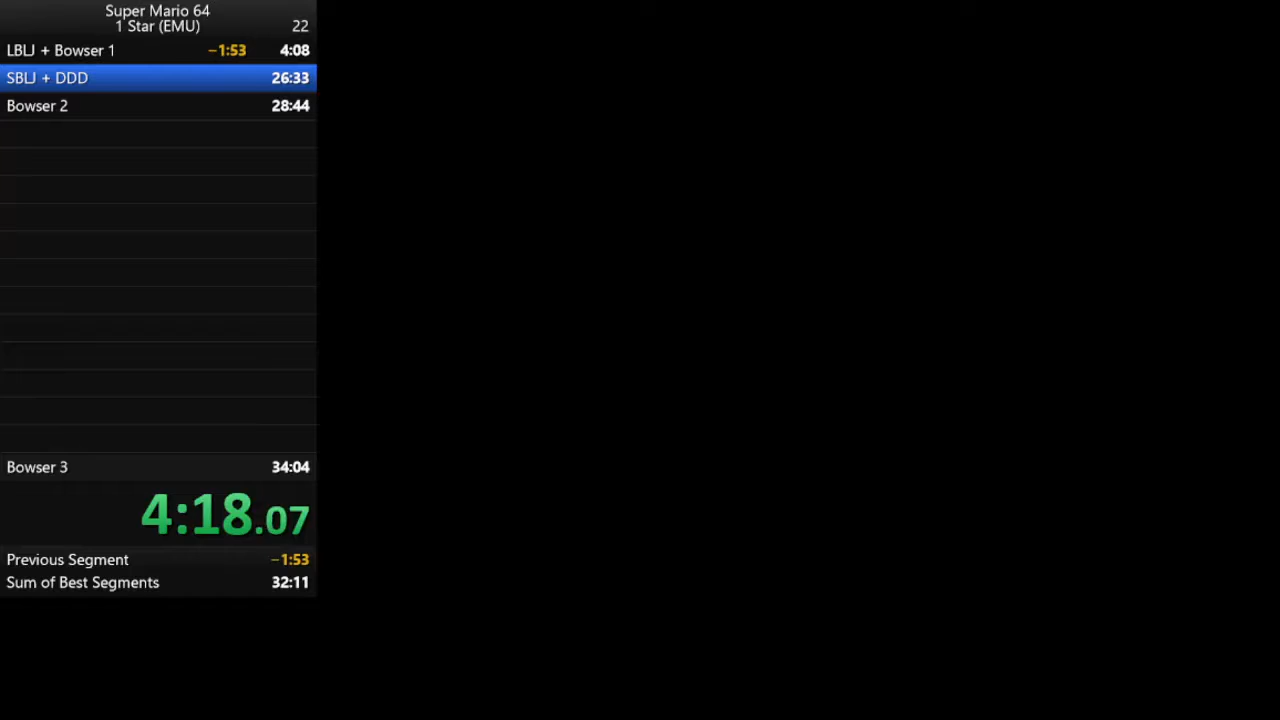 Super Mario 64
1 Star (EMU) 22
LBLJ + Bowser 1 −1:53 4:08
SBLJ + DDD 26:33
Bowser 2 28:44
Bowser 3 34:04
4:18.07
Previous Segment −1:53
Sum of Best Segments 32:11